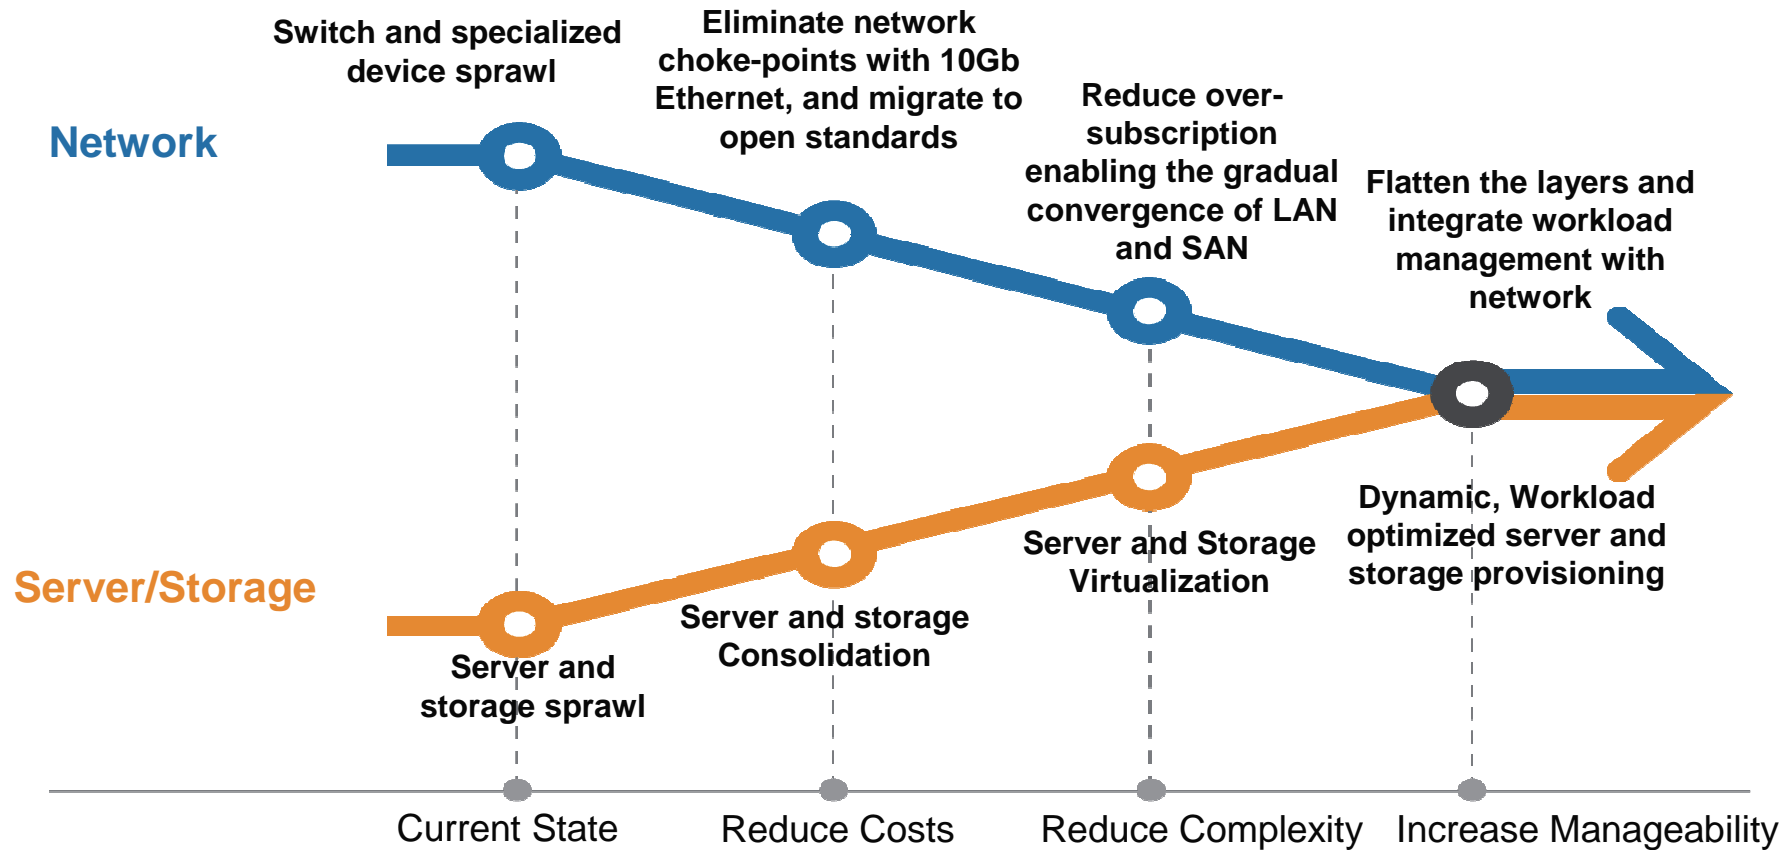 Switch and specialized
device sprawl
Eliminate network
choke-points with 10Gb
Ethernet, and migrate to
open standards
Reduce over-
subscription
enabling the gradual
convergence of LAN
and SAN
Flatten the layers and
integrate workload
management with
network
Network
Server/Storage
Server and
storage sprawl
Server and storage
Consolidation
Server and Storage
Virtualization
Dynamic, Workload
optimized server and
storage provisioning
Current State
Reduce Costs
Reduce Complexity
Increase Manageability